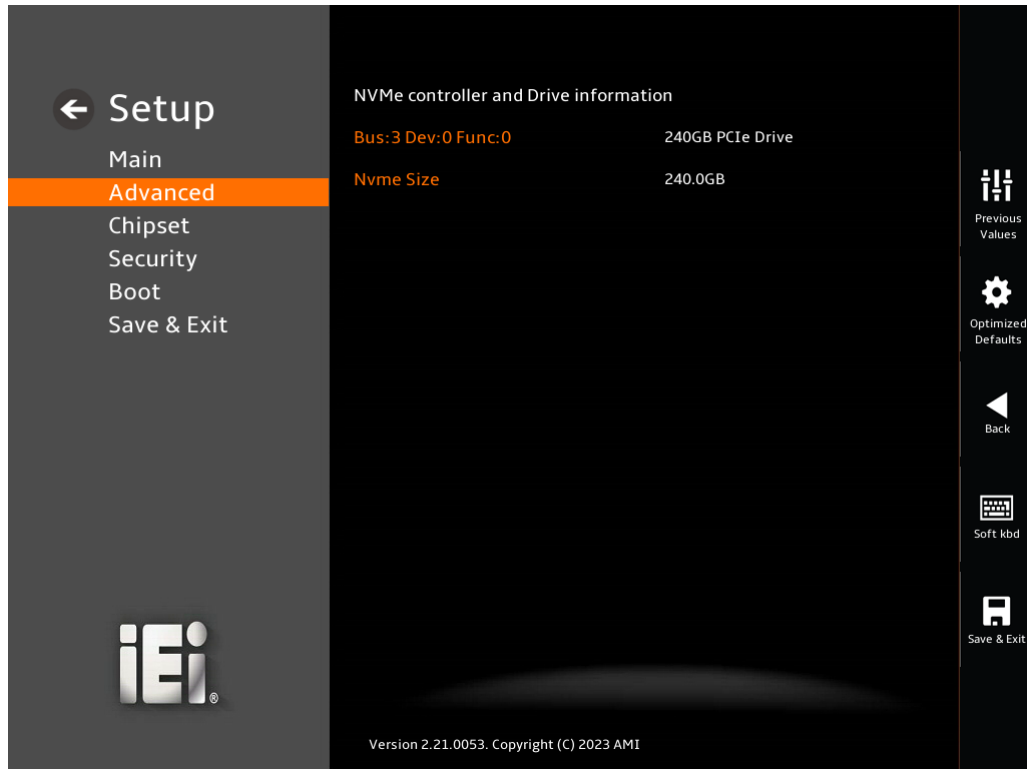 Setup
Main
Advanced
Chipset
Security
Boot
Save & Exit
iEi®
NVMe controller and Drive information
Bus:3 Dev:0 Func:0 240GB PCIe Drive
Nvme Size 240.0GB
Version 2.21.0053. Copyright (C) 2023 AMI
Previous
Values
Optimized
Defaults
Back
Soft kbd
Save & Exit